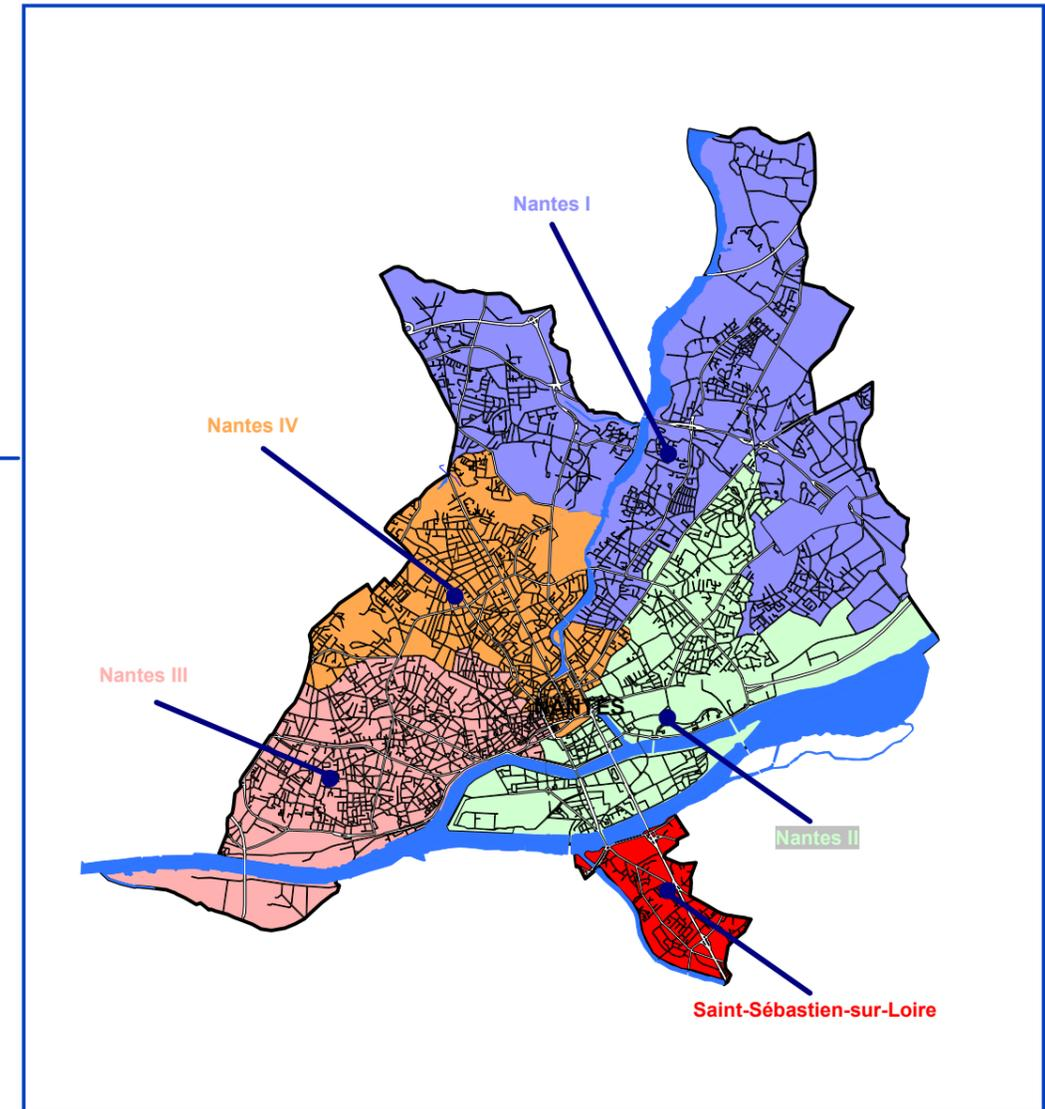 Nantes I
Nantes IV
Nantes III
NANTES
Nantes II
Saint-Sébastien-sur-Loire